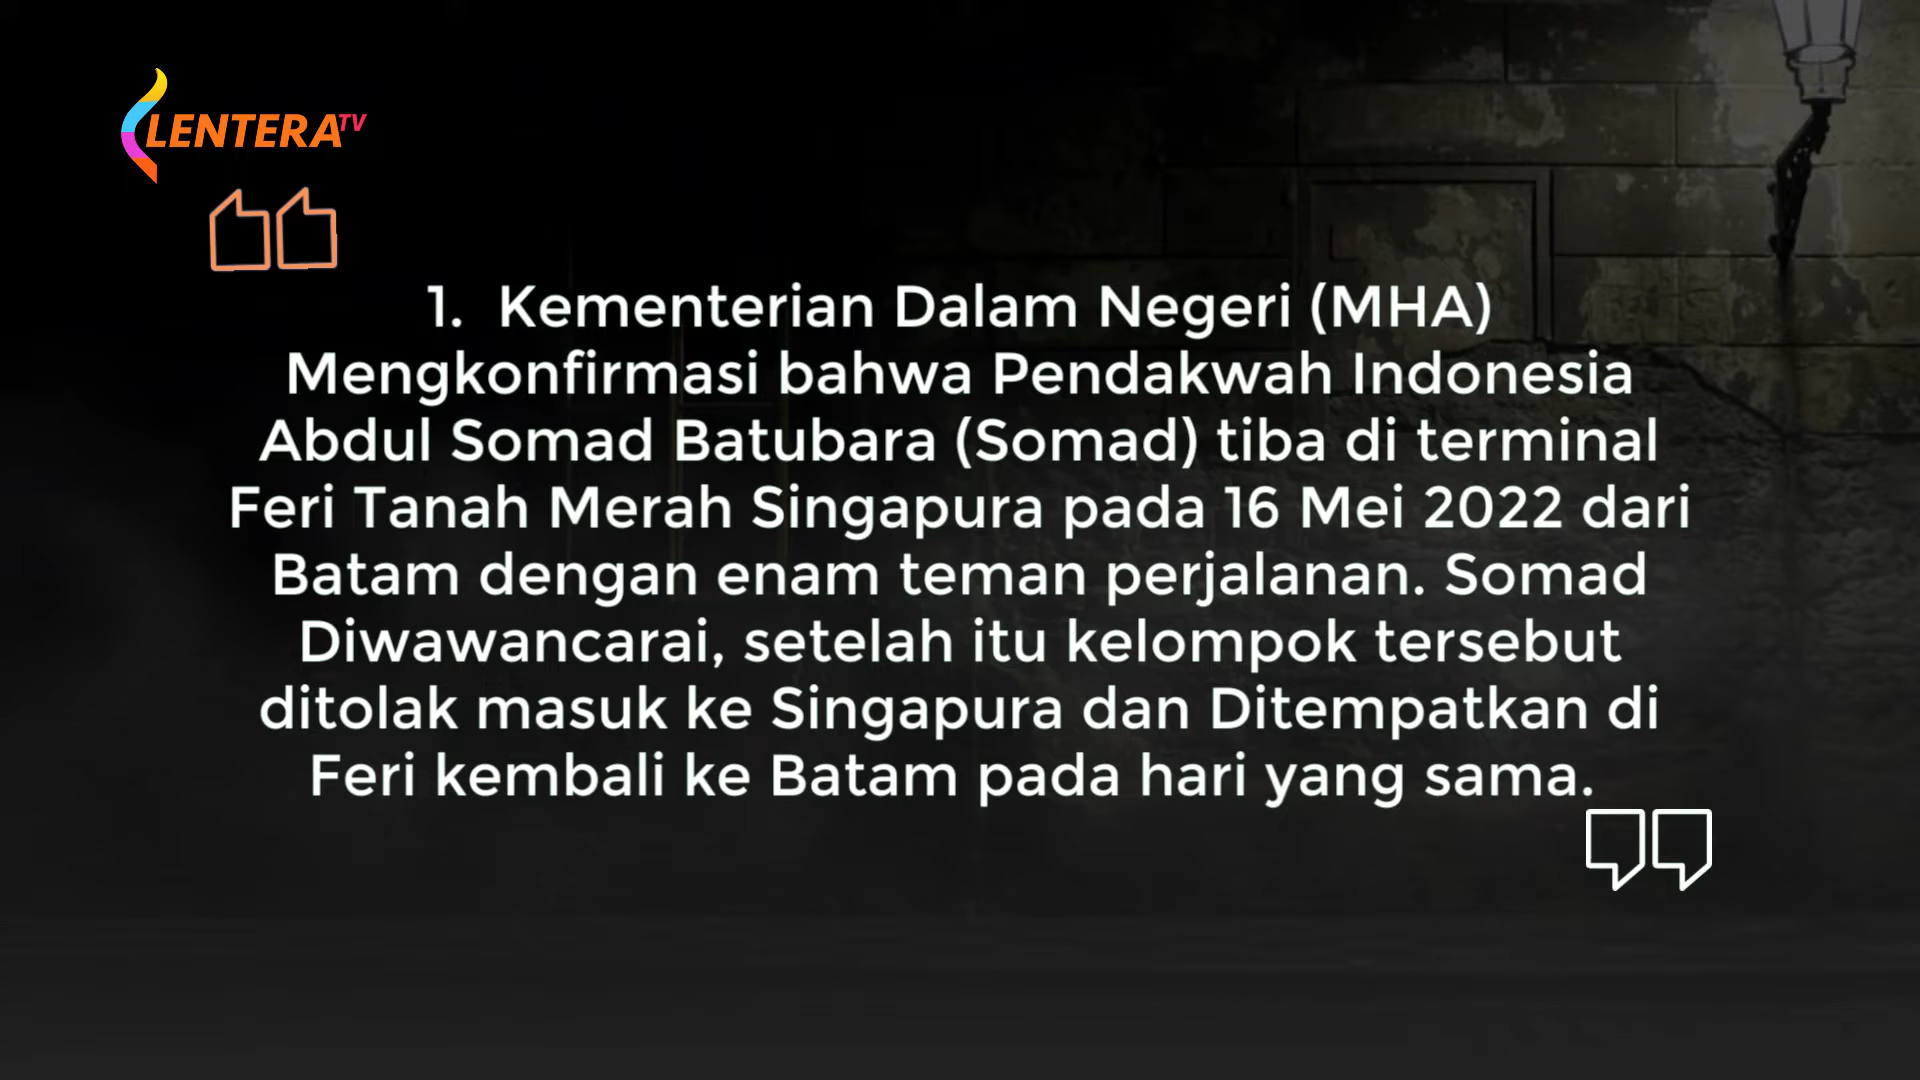 LENTERA TV
1. Kementerian Dalam Negeri (MHA)
Mengkonfirmasi bahwa Pendakwah Indonesia
Abdul Somad Batubara (Somad) tiba di terminal
Feri Tanah Merah Singapura pada 16 Mei 2022 dari
Batam dengan enam teman perjalanan. Somad
Diwawancarai, setelah itu kelompok tersebut
ditolak masuk ke Singapura dan Ditempatkan di
Feri kembali ke Batam pada hari yang sama.